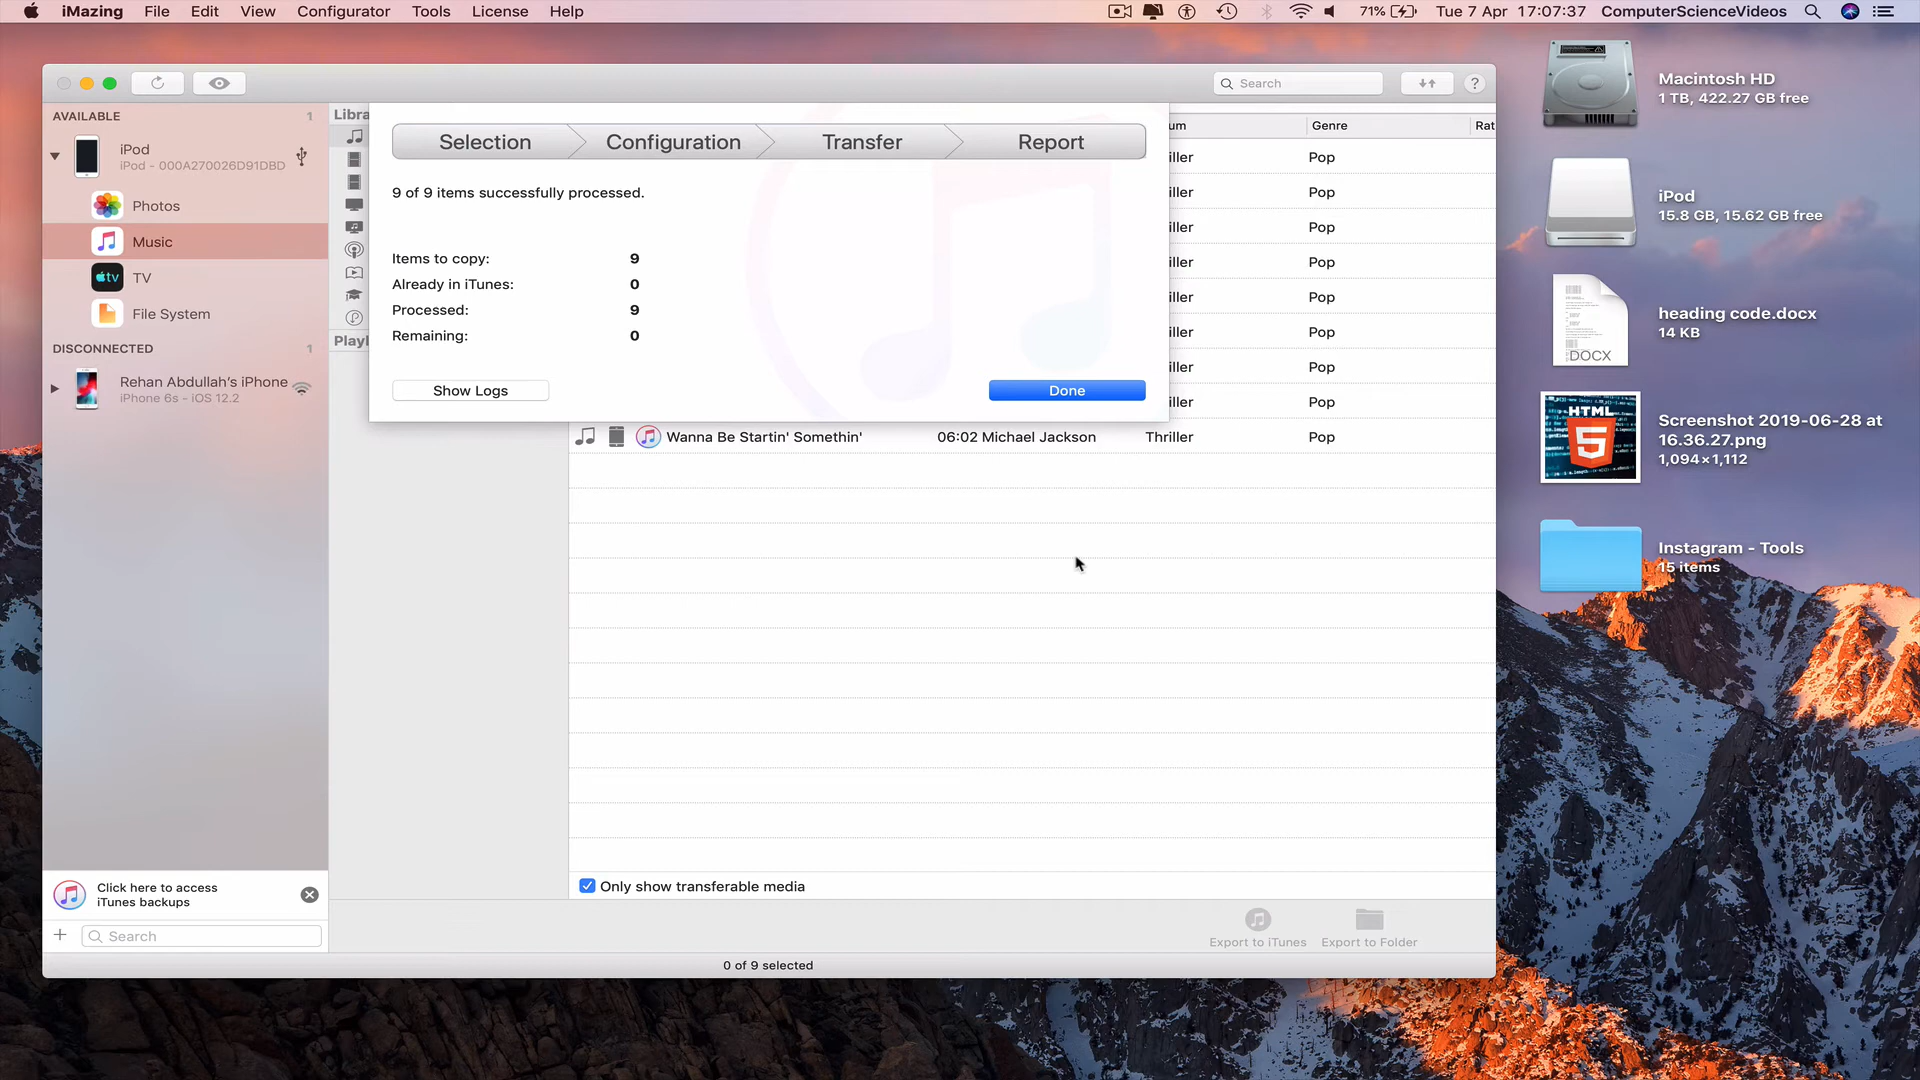 iMazing File Edit View Configurator Tools License Help 71% Tue 7 Apr 17:07:37 ComputerScienceVideos
Search ?
AVAILABLE 1
iPod
iPod - 000A270026D91DBD
Photos
Music
tv TV
File System
DISCONNECTED 1
Rehan Abdullah's iPhone
iPhone 6s - iOS 12.2
Click here to access
iTunes backups
Search
Libra
Playl
Selection Configuration Transfer Report
9 of 9 items successfully processed.
Items to copy: 9
Already in iTunes: 0
Processed: 9
Remaining: 0
Show Logs Done
um Genre Rat
iller Pop
iller Pop
iller Pop
iller Pop
iller Pop
iller Pop
iller Pop
iller Pop
Wanna Be Startin' Somethin' 06:02 Michael Jackson Thriller Pop
Only show transferable media
Export to iTunes Export to Folder
0 of 9 selected
Macintosh HD
1 TB, 422.27 GB free
iPod
15.8 GB, 15.62 GB free
DOCX
heading code.docx
14 KB
HTML
5
Screenshot 2019-06-28 at
16.36.27.png
1,094×1,112
Instagram - Tools
15 items